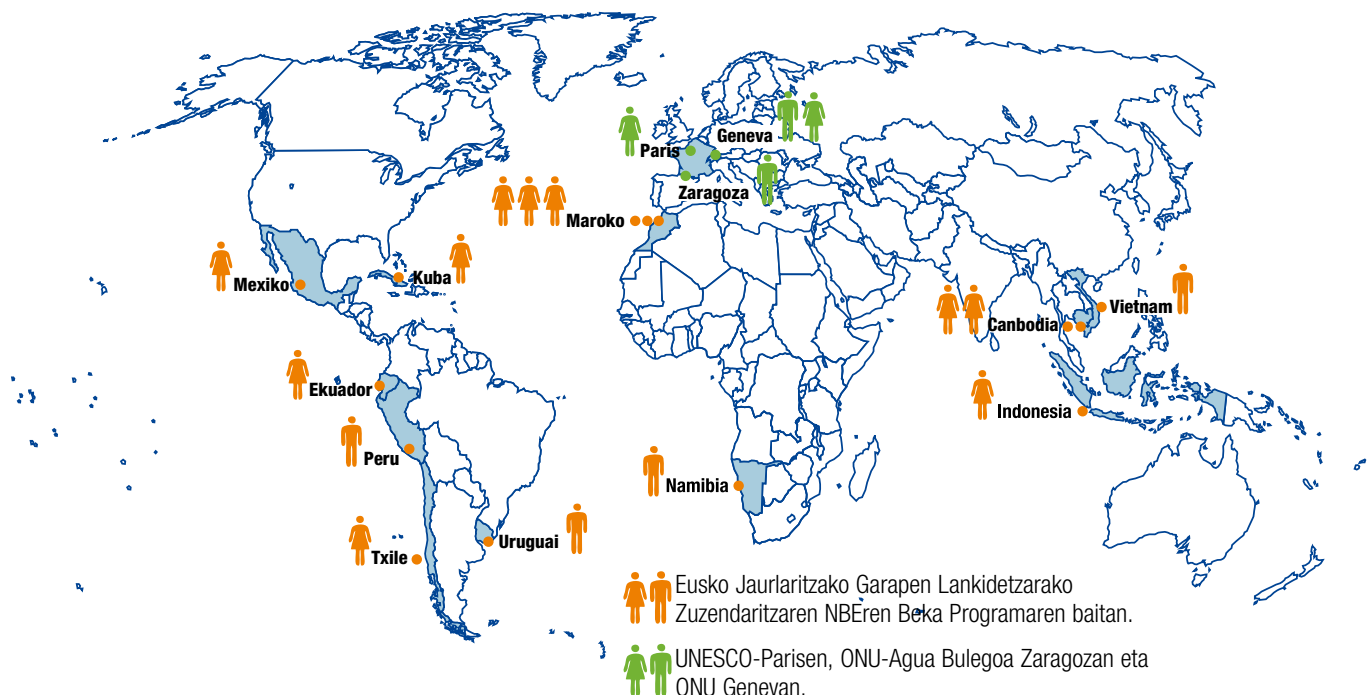 Geneva
Paris
Zaragoza
Maroko
Mexiko
Kuba
Vietnam
Canbodia
Ekuador
Indonesia
Peru
Namibia
Uruguai
Txile
Eusko Jaurlaritzako Garapen Lankidetzarako
Zuzendaritzaren NBEren Beka Programaren baitan.
UNESCO-Parisen, ONU-Agua Bulegoa Zaragozan eta
ONU Genevan.